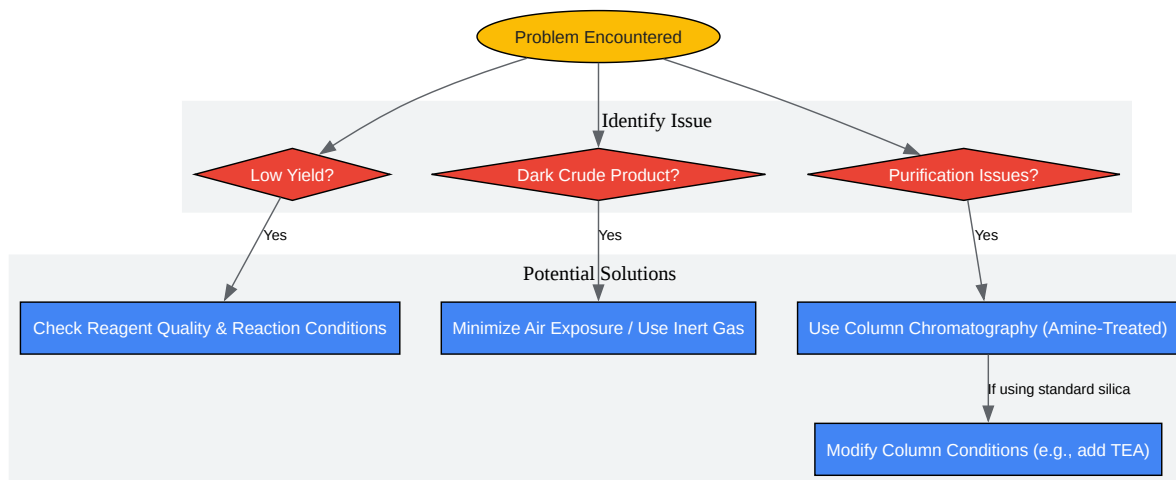 Problem Encountered
Identify Issue
Low Yield?
Dark Crude Product?
Purification Issues?
Yes
Yes
Yes
Potential Solutions
Check Reagent Quality & Reaction Conditions
Minimize Air Exposure / Use Inert Gas
Use Column Chromatography (Amine-Treated)
If using standard silica
Modify Column Conditions (e.g., add TEA)